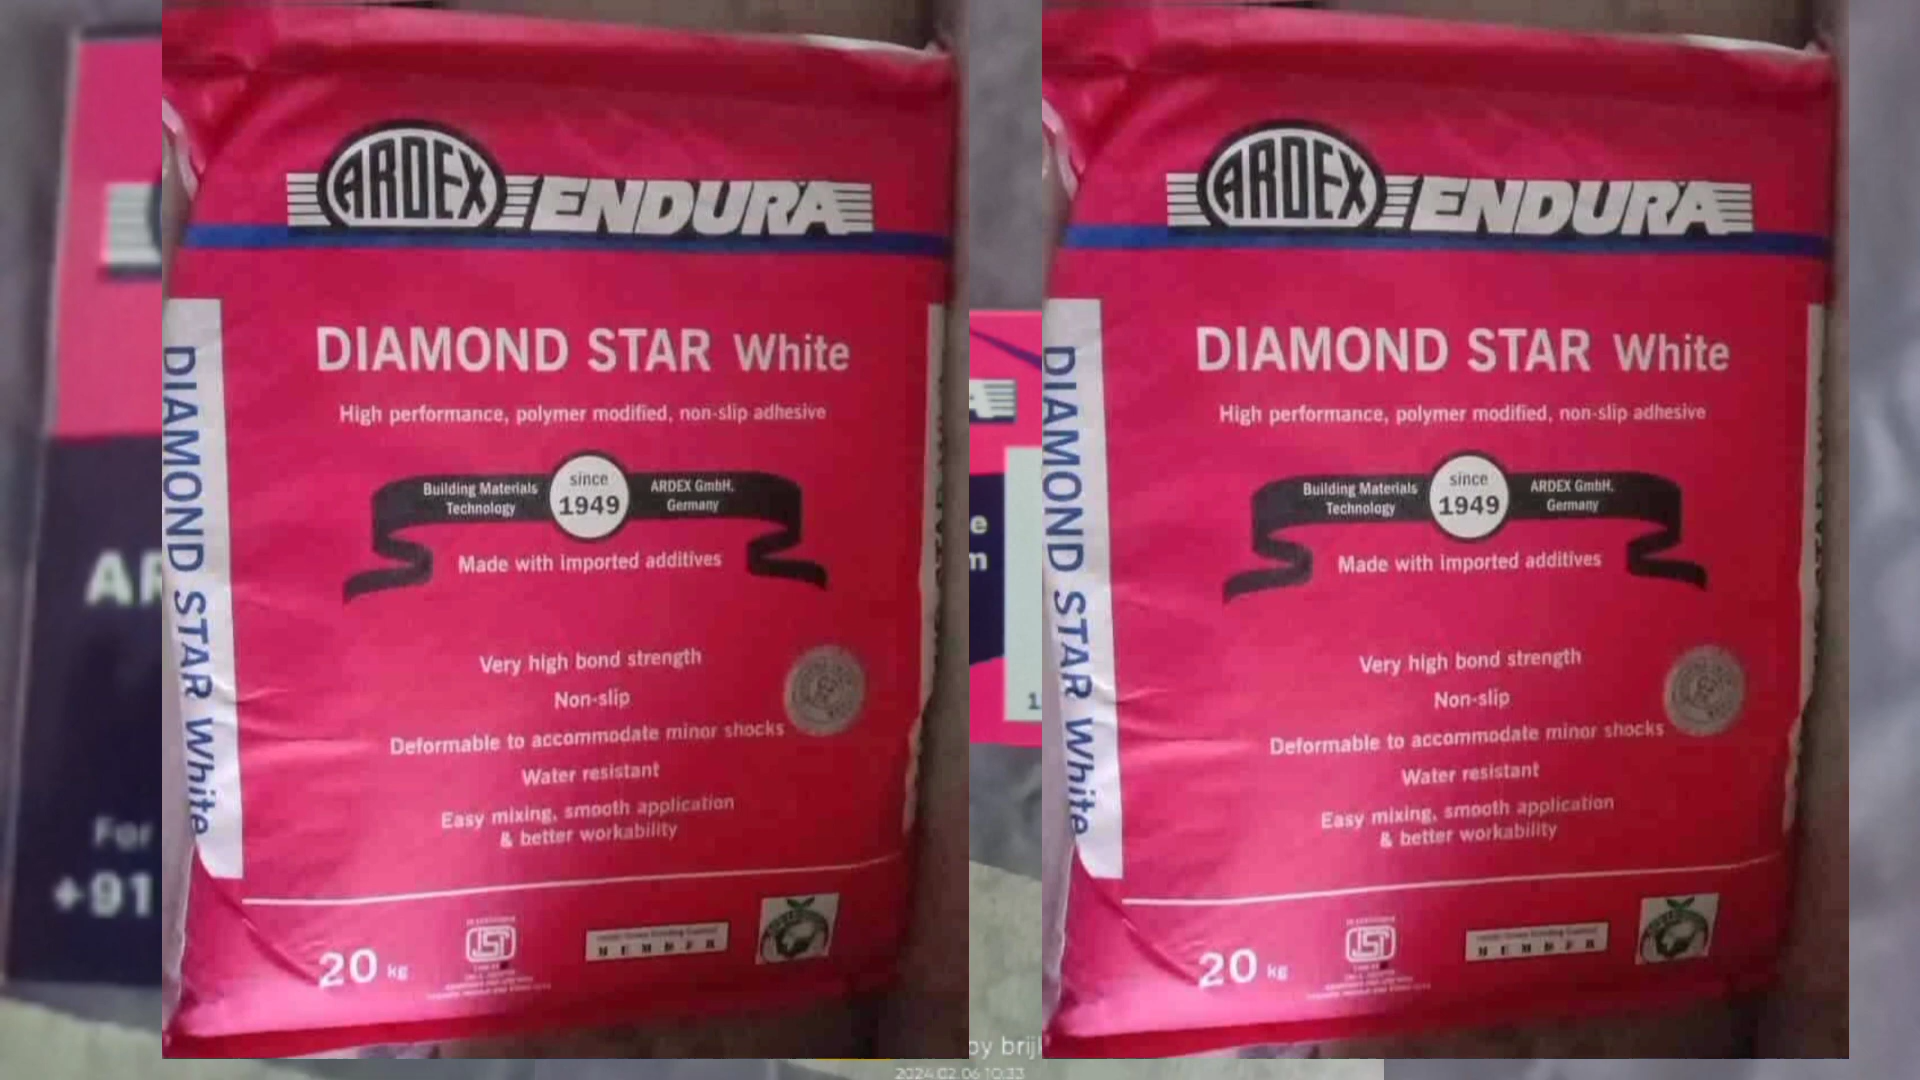 ARDEX ENDURA
DIAMOND STAR White
High performance, polymer modified, non-slip adhesive
Building Materials Technology
since 1949
ARDEX GmbH, Germany
Made with imported additives
Very high bond strength
Non-slip
Deformable to accommodate minor shocks
Water resistant
Easy mixing, smooth application
& better workability
20 kg
MEMBER
DIAMOND STAR White
ARDEX ENDURA
DIAMOND STAR White
High performance, polymer modified, non-slip adhesive
Building Materials Technology
since 1949
ARDEX GmbH, Germany
Made with imported additives
Very high bond strength
Non-slip
Deformable to accommodate minor shocks
Water resistant
Easy mixing, smooth application
& better workability
20 kg
MEMBER
DIAMOND STAR White
For
+91
2024.02.06 10:33